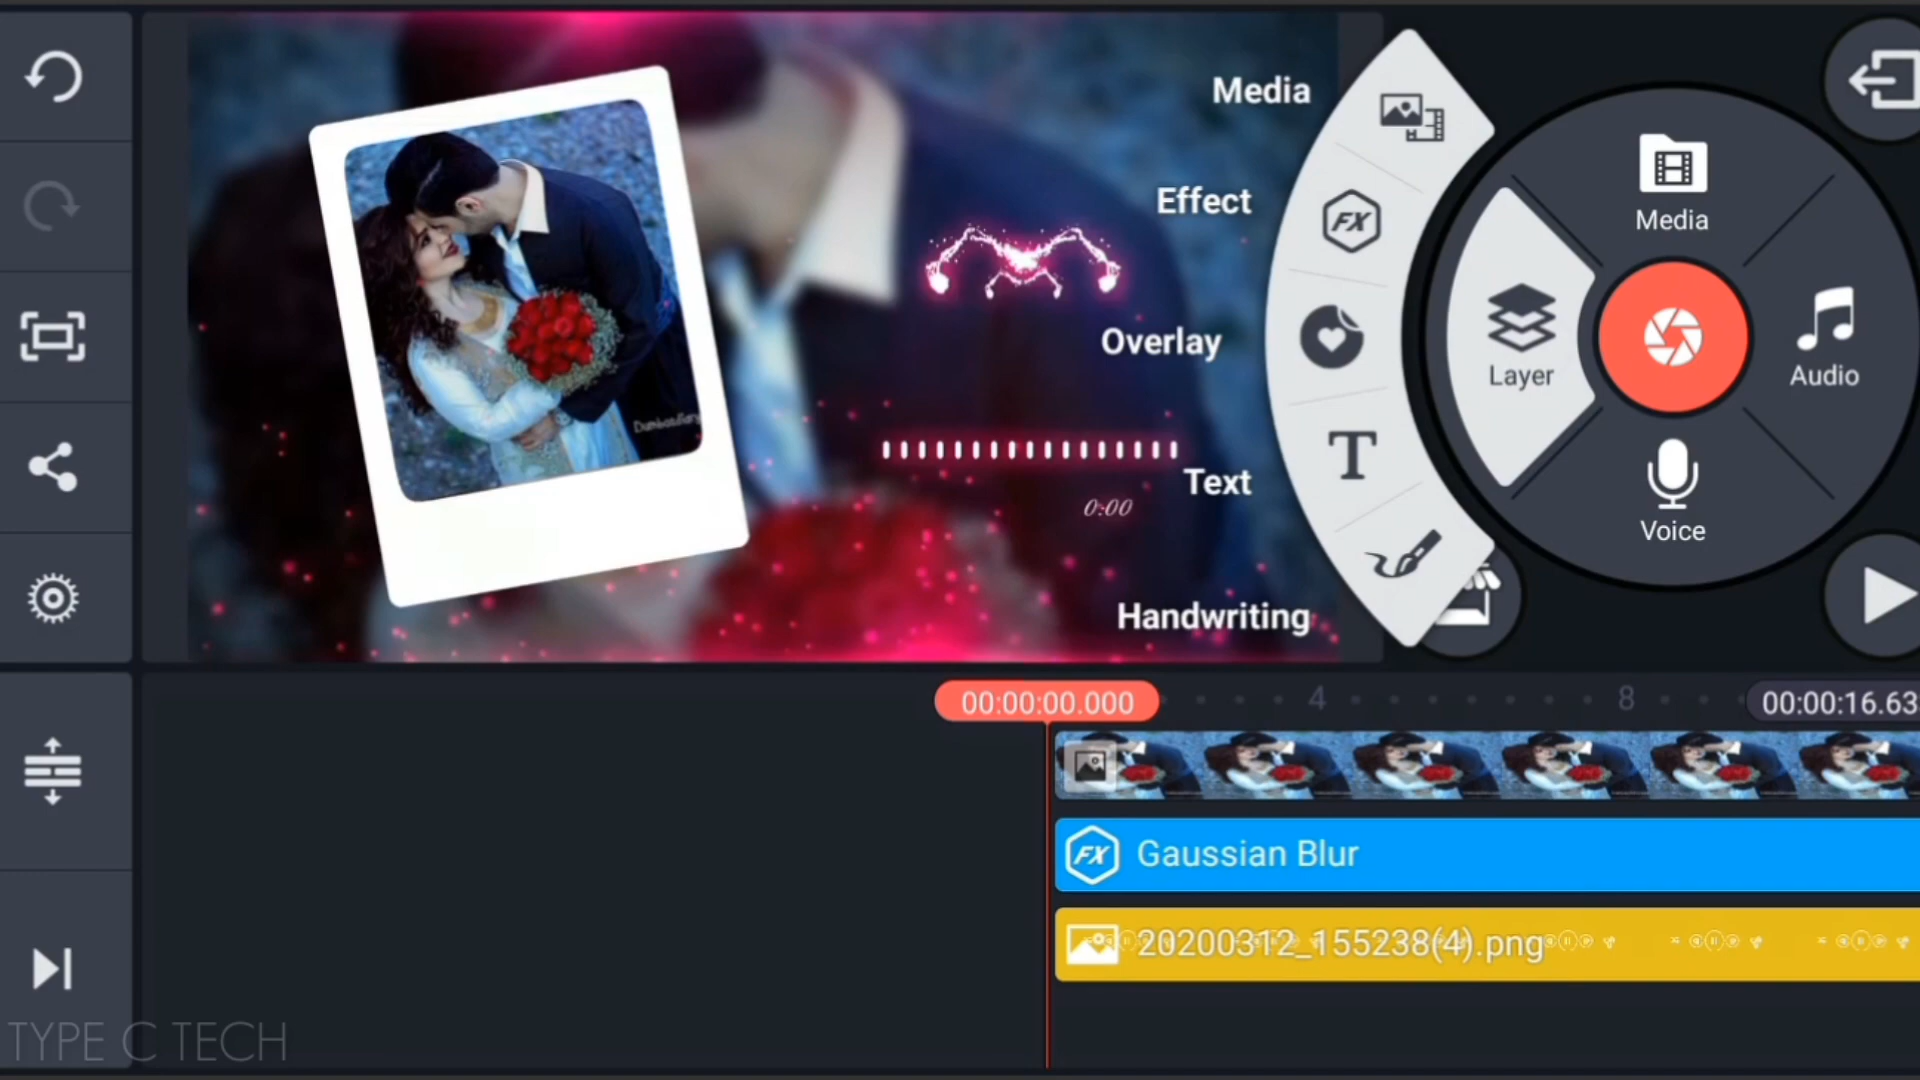 Media
Effect
Overlay
Text
0:00
Handwriting
Media
Layer
Audio
Voice
00:00:00.000
4
8
00:00:16.63
FX
Gaussian Blur
20200312_155238(4).png
TYPE C TECH